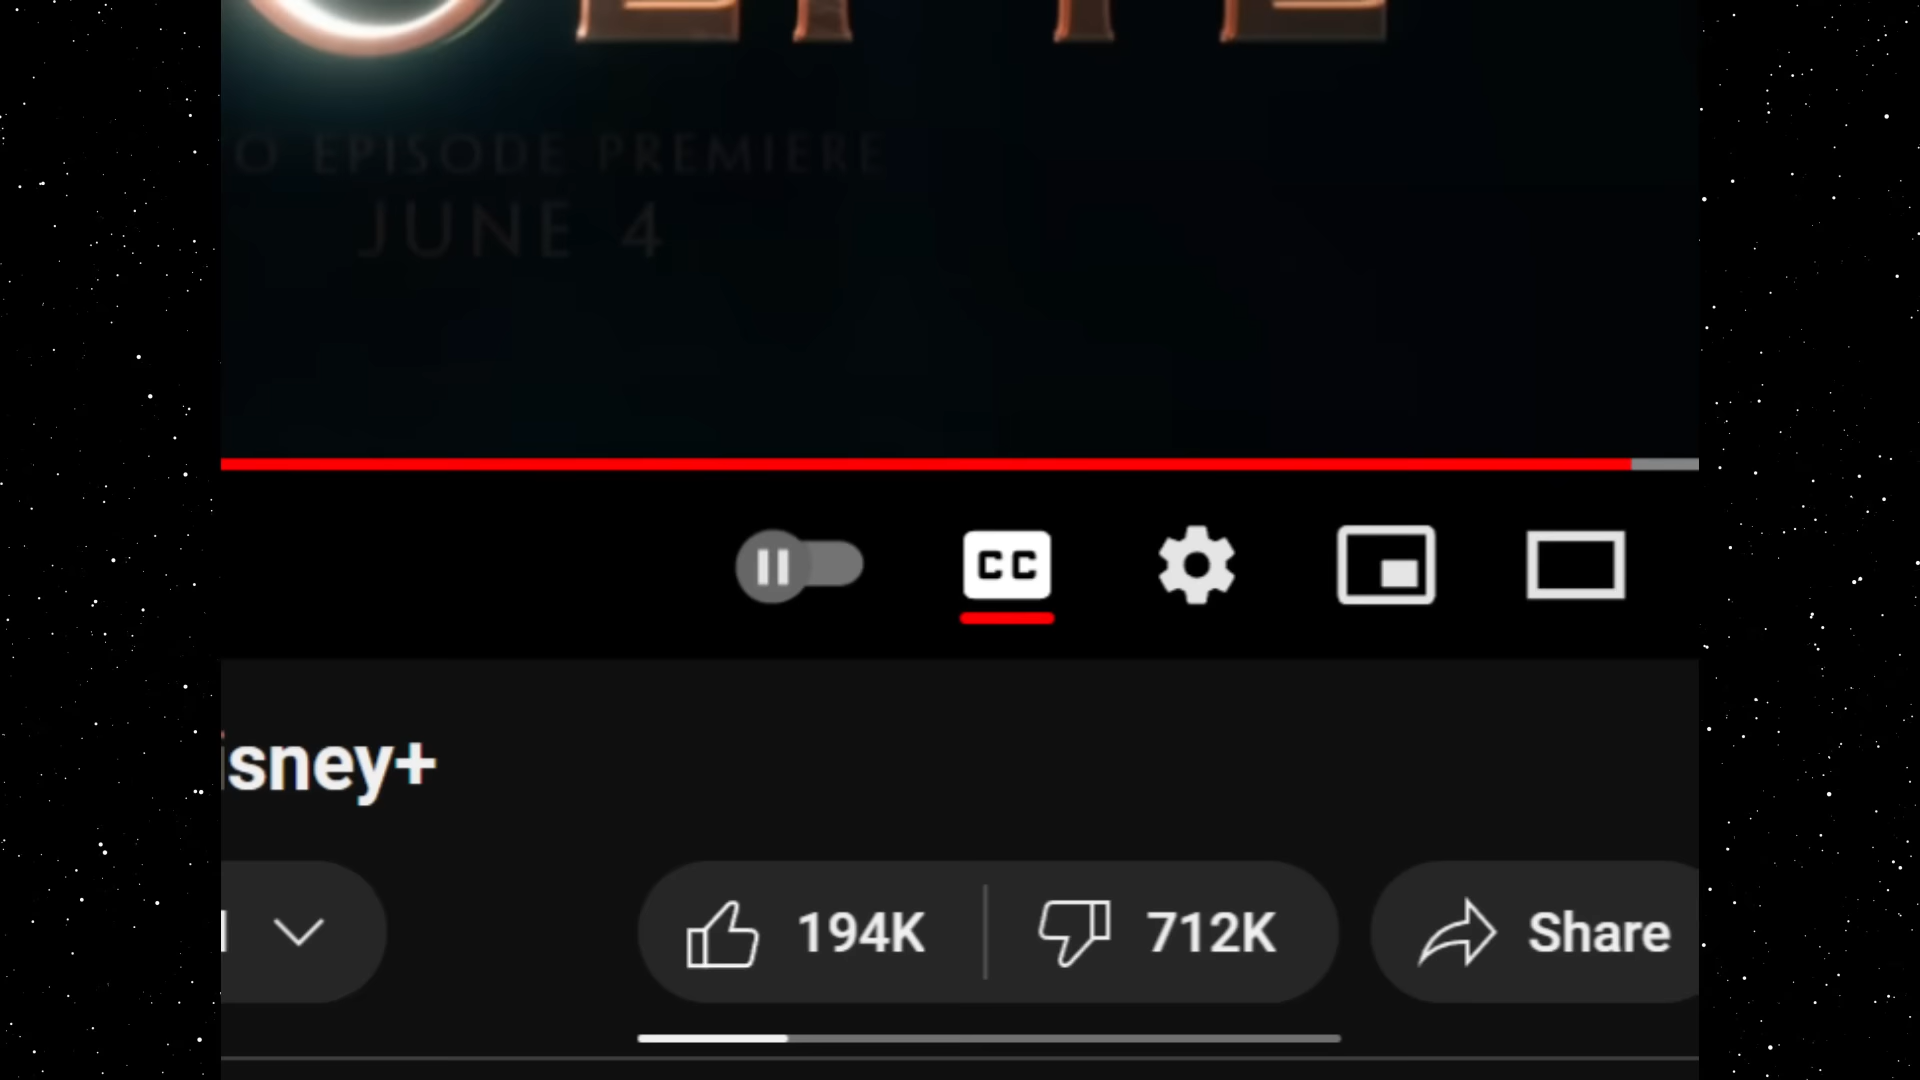 O EPISODE PREMIERE
JUNE 4
CC
isney+
194K
712K
Share